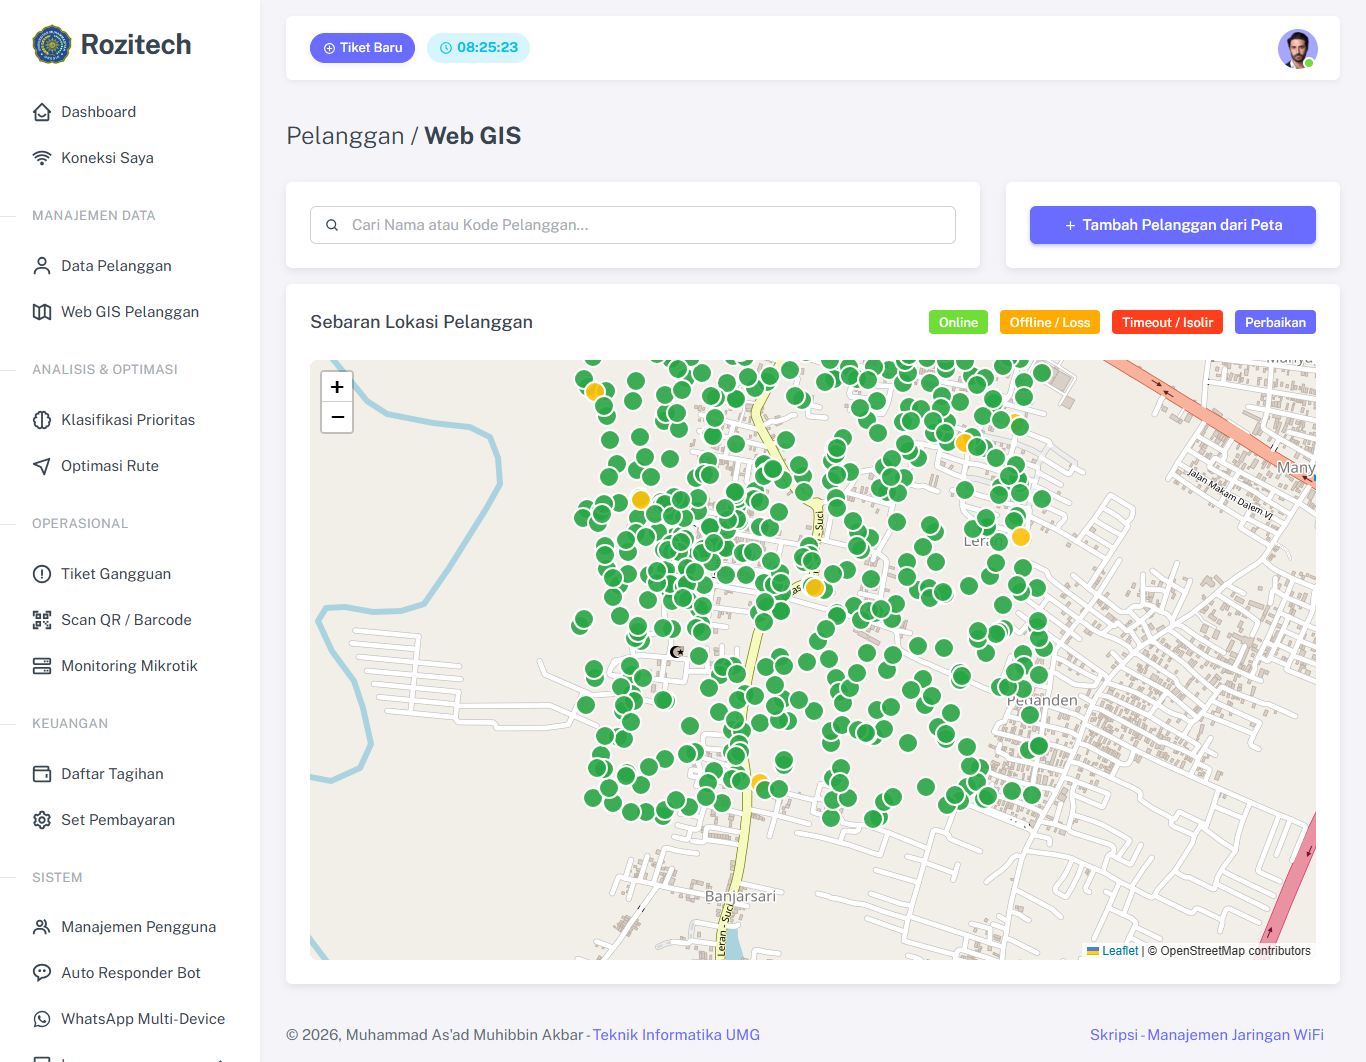 Rozitech
Tiket Baru
08:25:23
Dashboard
Koneksi Saya
MANAJEMEN DATA
Data Pelanggan
Web GIS Pelanggan
ANALISIS & OPTIMASI
Klasifikasi Prioritas
Optimasi Rute
OPERASIONAL
Tiket Gangguan
Scan QR / Barcode
Monitoring Mikrotik
KEUANGAN
Daftar Tagihan
Set Pembayaran
SISTEM
Manajemen Pengguna
Auto Responder Bot
WhatsApp Multi-Device
Pelanggan / Web GIS
Cari Nama atau Kode Pelanggan...
+ Tambah Pelanggan dari Peta
Sebaran Lokasi Pelanggan
Online
Offline / Loss
Timeout / Isolir
Perbaikan
+
−
Many
Jalan Makam Dalem VI
Suci
Leran
Banjarsari
Leran - Suci
Leaflet | © OpenStreetMap contributors
© 2026, Muhammad As'ad Muhibbin Akbar - Teknik Informatika UMG
Skripsi - Manajemen Jaringan WiFi